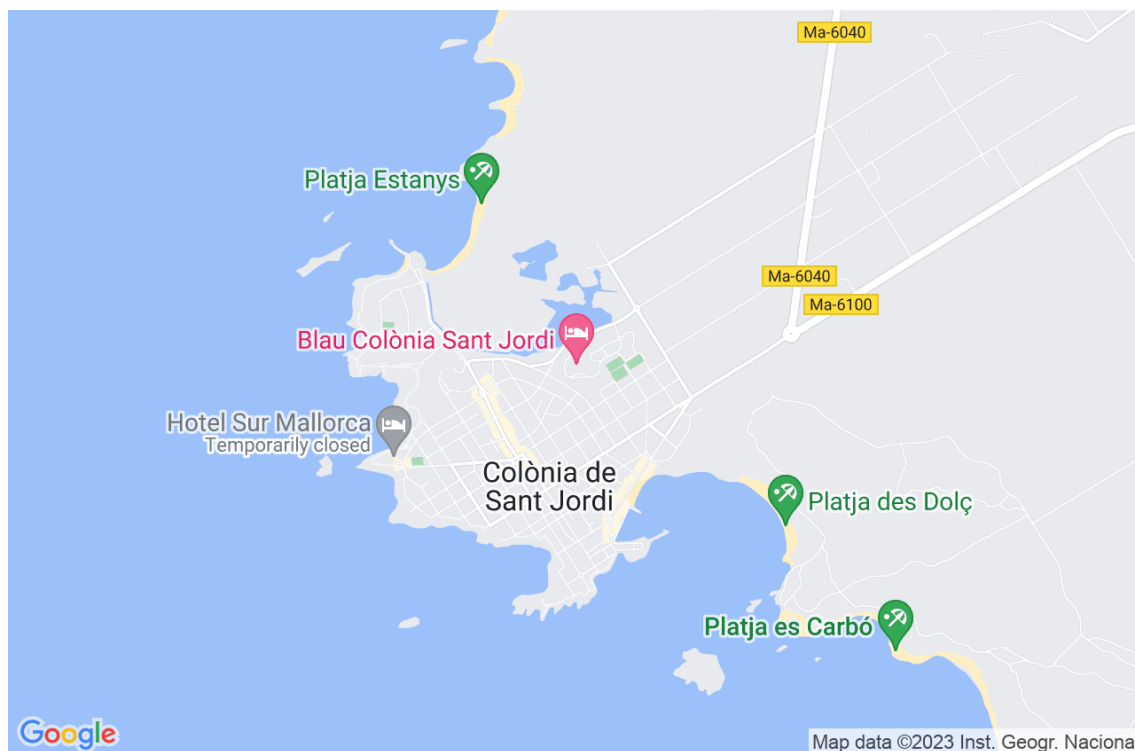 Ma-6040
Platja Estanys
Ma-6040
Ma-6100
Blau Colònia Sant Jordi
Hotel Sur Mallorca
Temporarily closed
Colònia de
Sant Jordi
Platja des Dolç
Platja es Carbó
Google
Map data ©2023 Inst. Geogr. Naciona